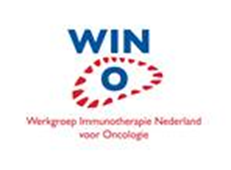 WIN
O
Werkgroep Immunotherapie Nederland
voor Oncologie